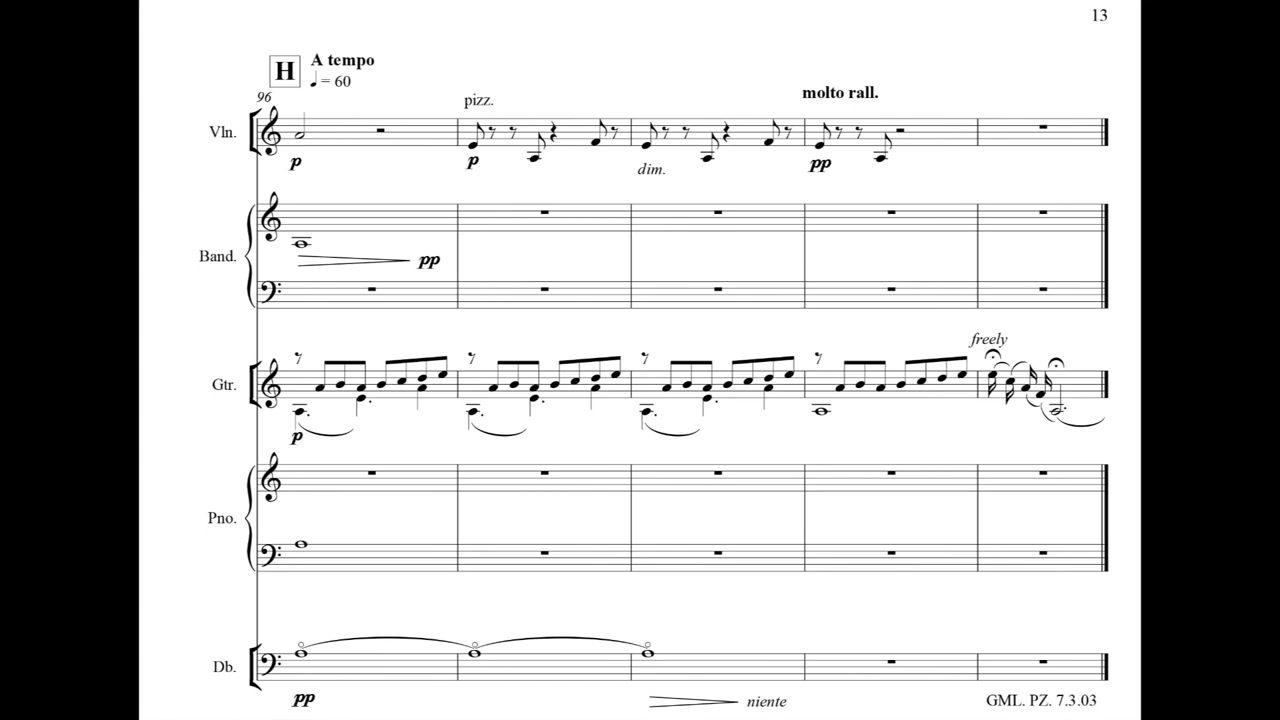 13
H A tempo
♩ = 60
96
pizz.
molto rall.
Vln.
p
p
dim.
pp
Band.
pp
freely
Gtr.
p
Pno.
Db.
pp
niente
GML. PZ. 7.3.03